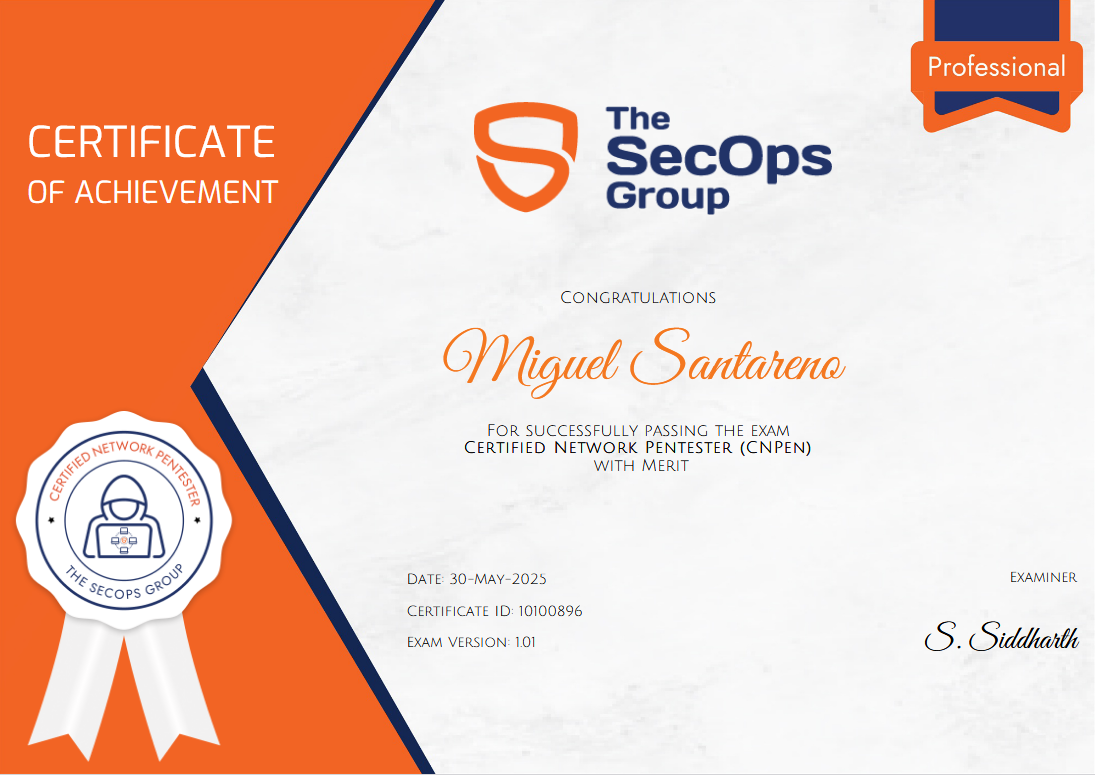 Professional
CERTIFICATE
OF ACHIEVEMENT
The
SecOps
Group
Congratulations
Miguel Santareno
For successfully passing the exam
Certified Network Pentester (CNPen)
with Merit
CERTIFIED NETWORK PENTESTER
THE SECOPS GROUP
Date: 30-May-2025
Certificate ID: 10100896
Exam Version: 1.01
Examiner
S. Siddharth